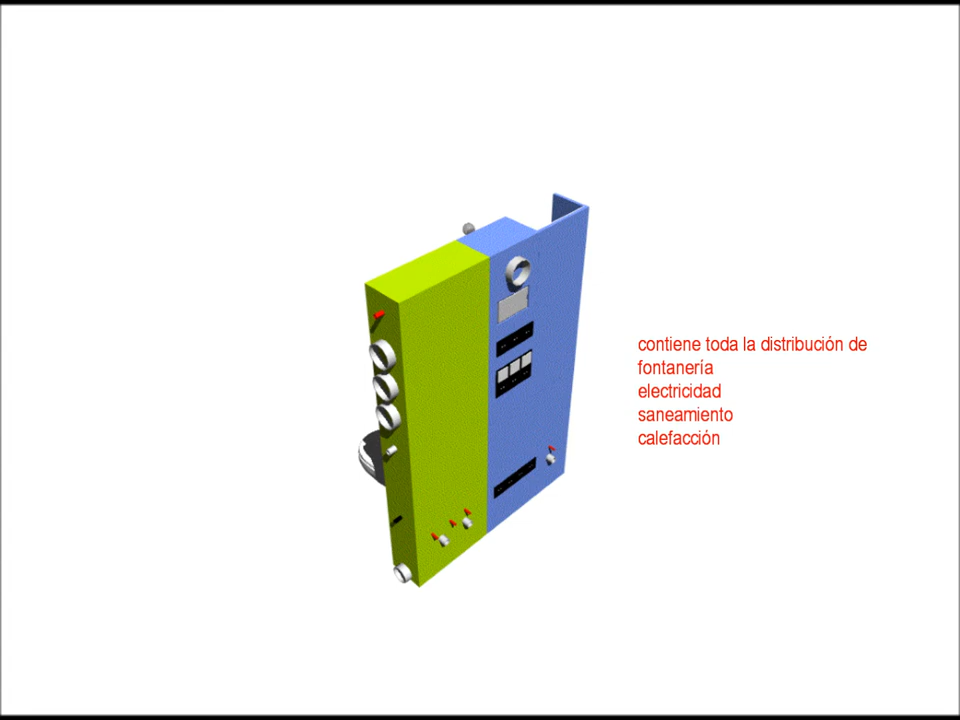 contiene toda la distribución de
fontanería
electricidad
saneamiento
calefacción